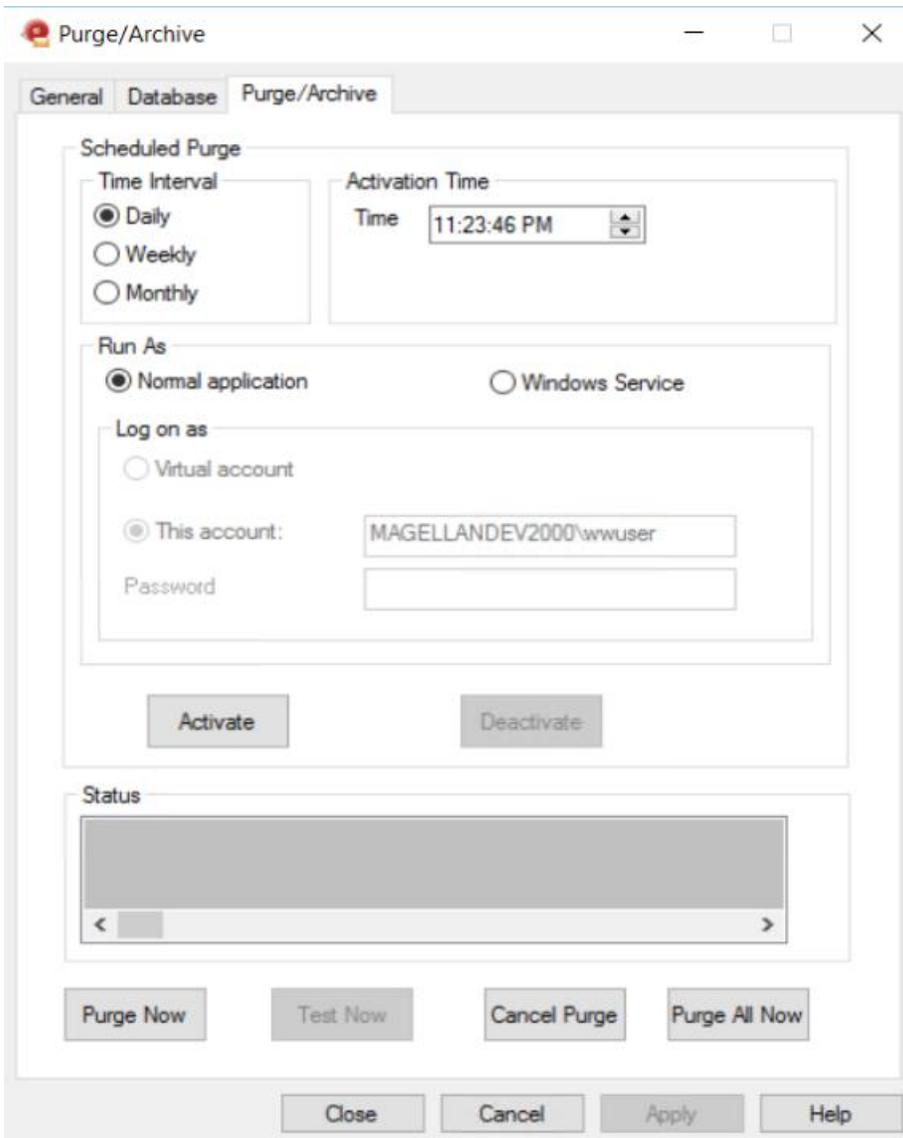 Purge/Archive
General Database Purge/Archive
Scheduled Purge
Time Interval Activation Time
Daily Time 11:23:46 PM
Weekly
Monthly
Run As
Normal application Windows Service
Log on as
Virtual account
This account: MAGELLANDEV2000\wwuser
Password
Activate Deactivate
Status
Purge Now Test Now Cancel Purge Purge All Now
Close Cancel Apply Help